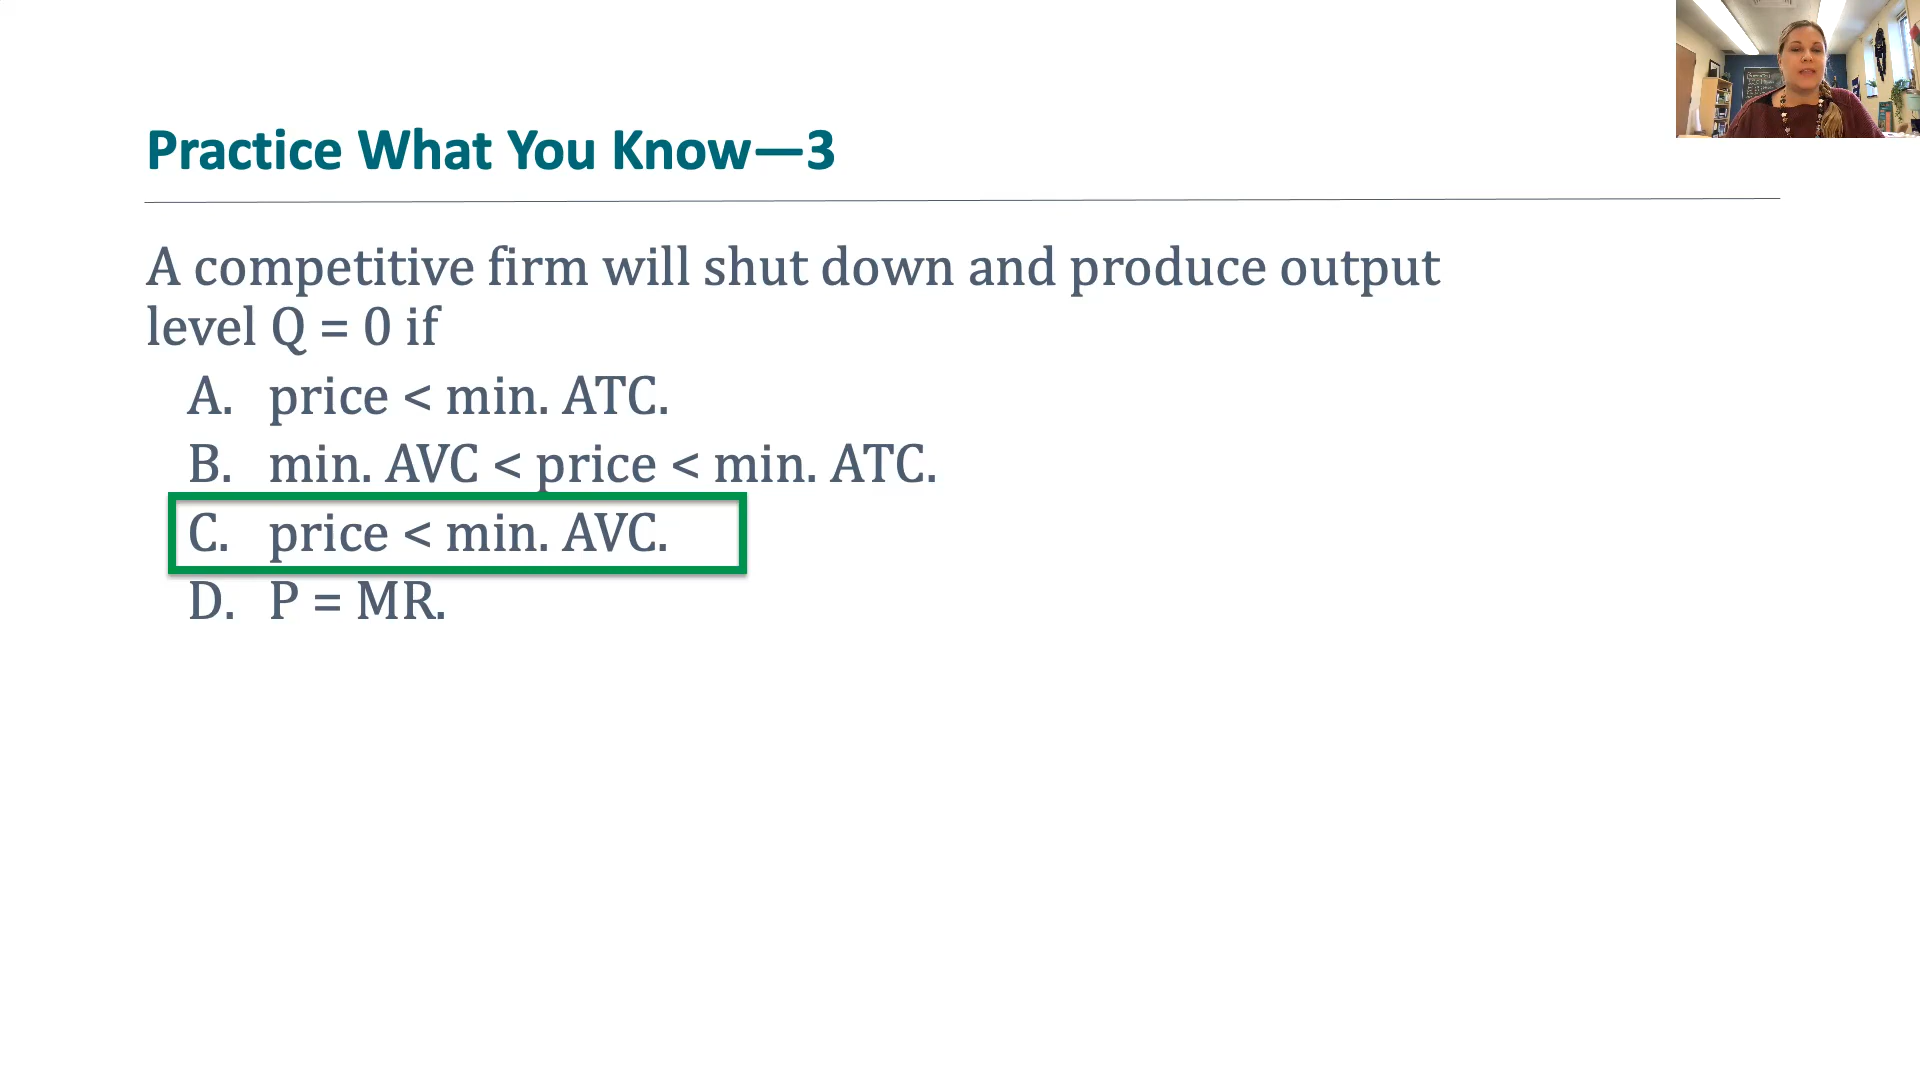 Practice What You Know—3
A competitive firm will shut down and produce output
level Q = 0 if
A. price < min. ATC.
B. min. AVC < price < min. ATC.
C. price < min. AVC.
D. P = MR.